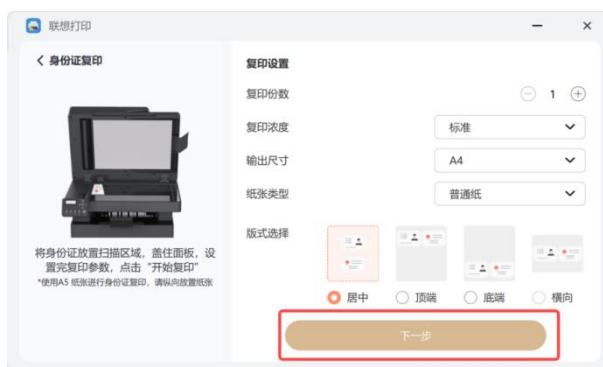 联想打印
身份证复印
将身份证放置扫描区域，盖住面板，设
置完复印参数，点击“开始复印”
*使用A5 纸张进行身份证复印，请纵向放置纸张
复印设置
复印份数 1
复印浓度 标准
输出尺寸 A4
纸张类型 普通纸
版式选择
居中 顶端 底端 横向
下一步